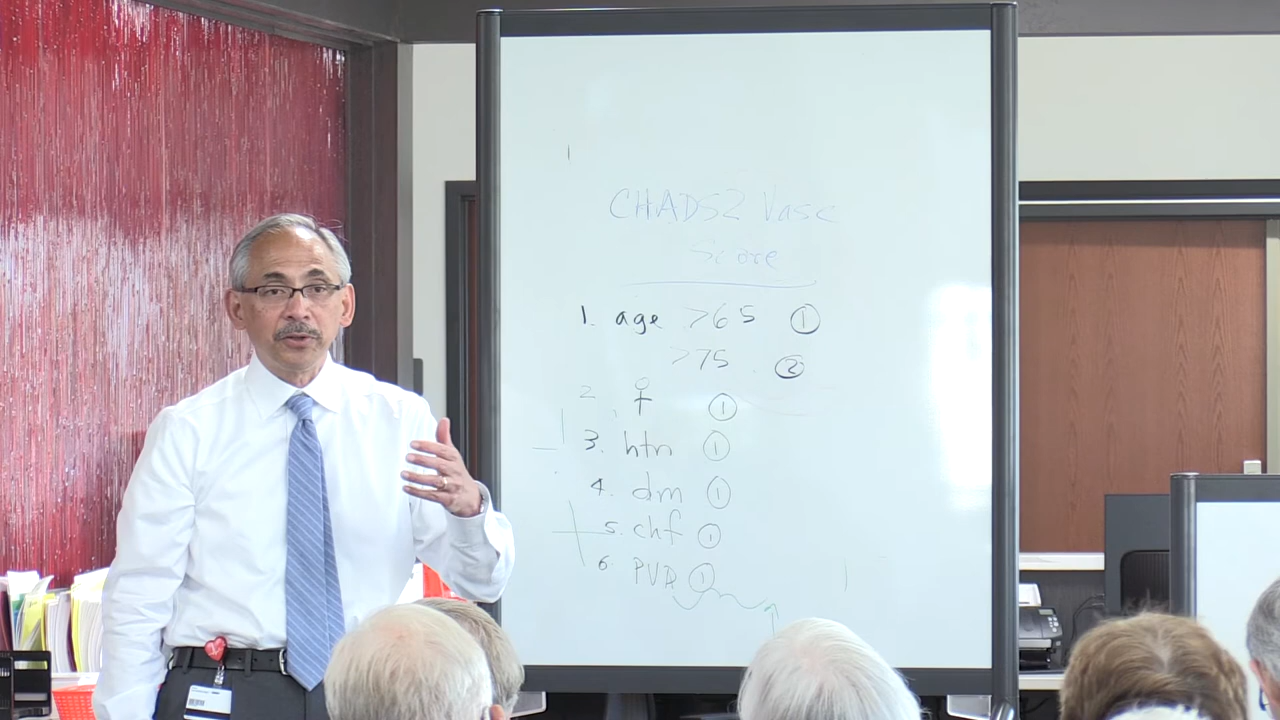 CHADS2 Vasc
Score
1. age >65 ①
>75 ②
2 ♀ ①
3. htn ①
4. dm ①
5. chf ①
6. PVD ①